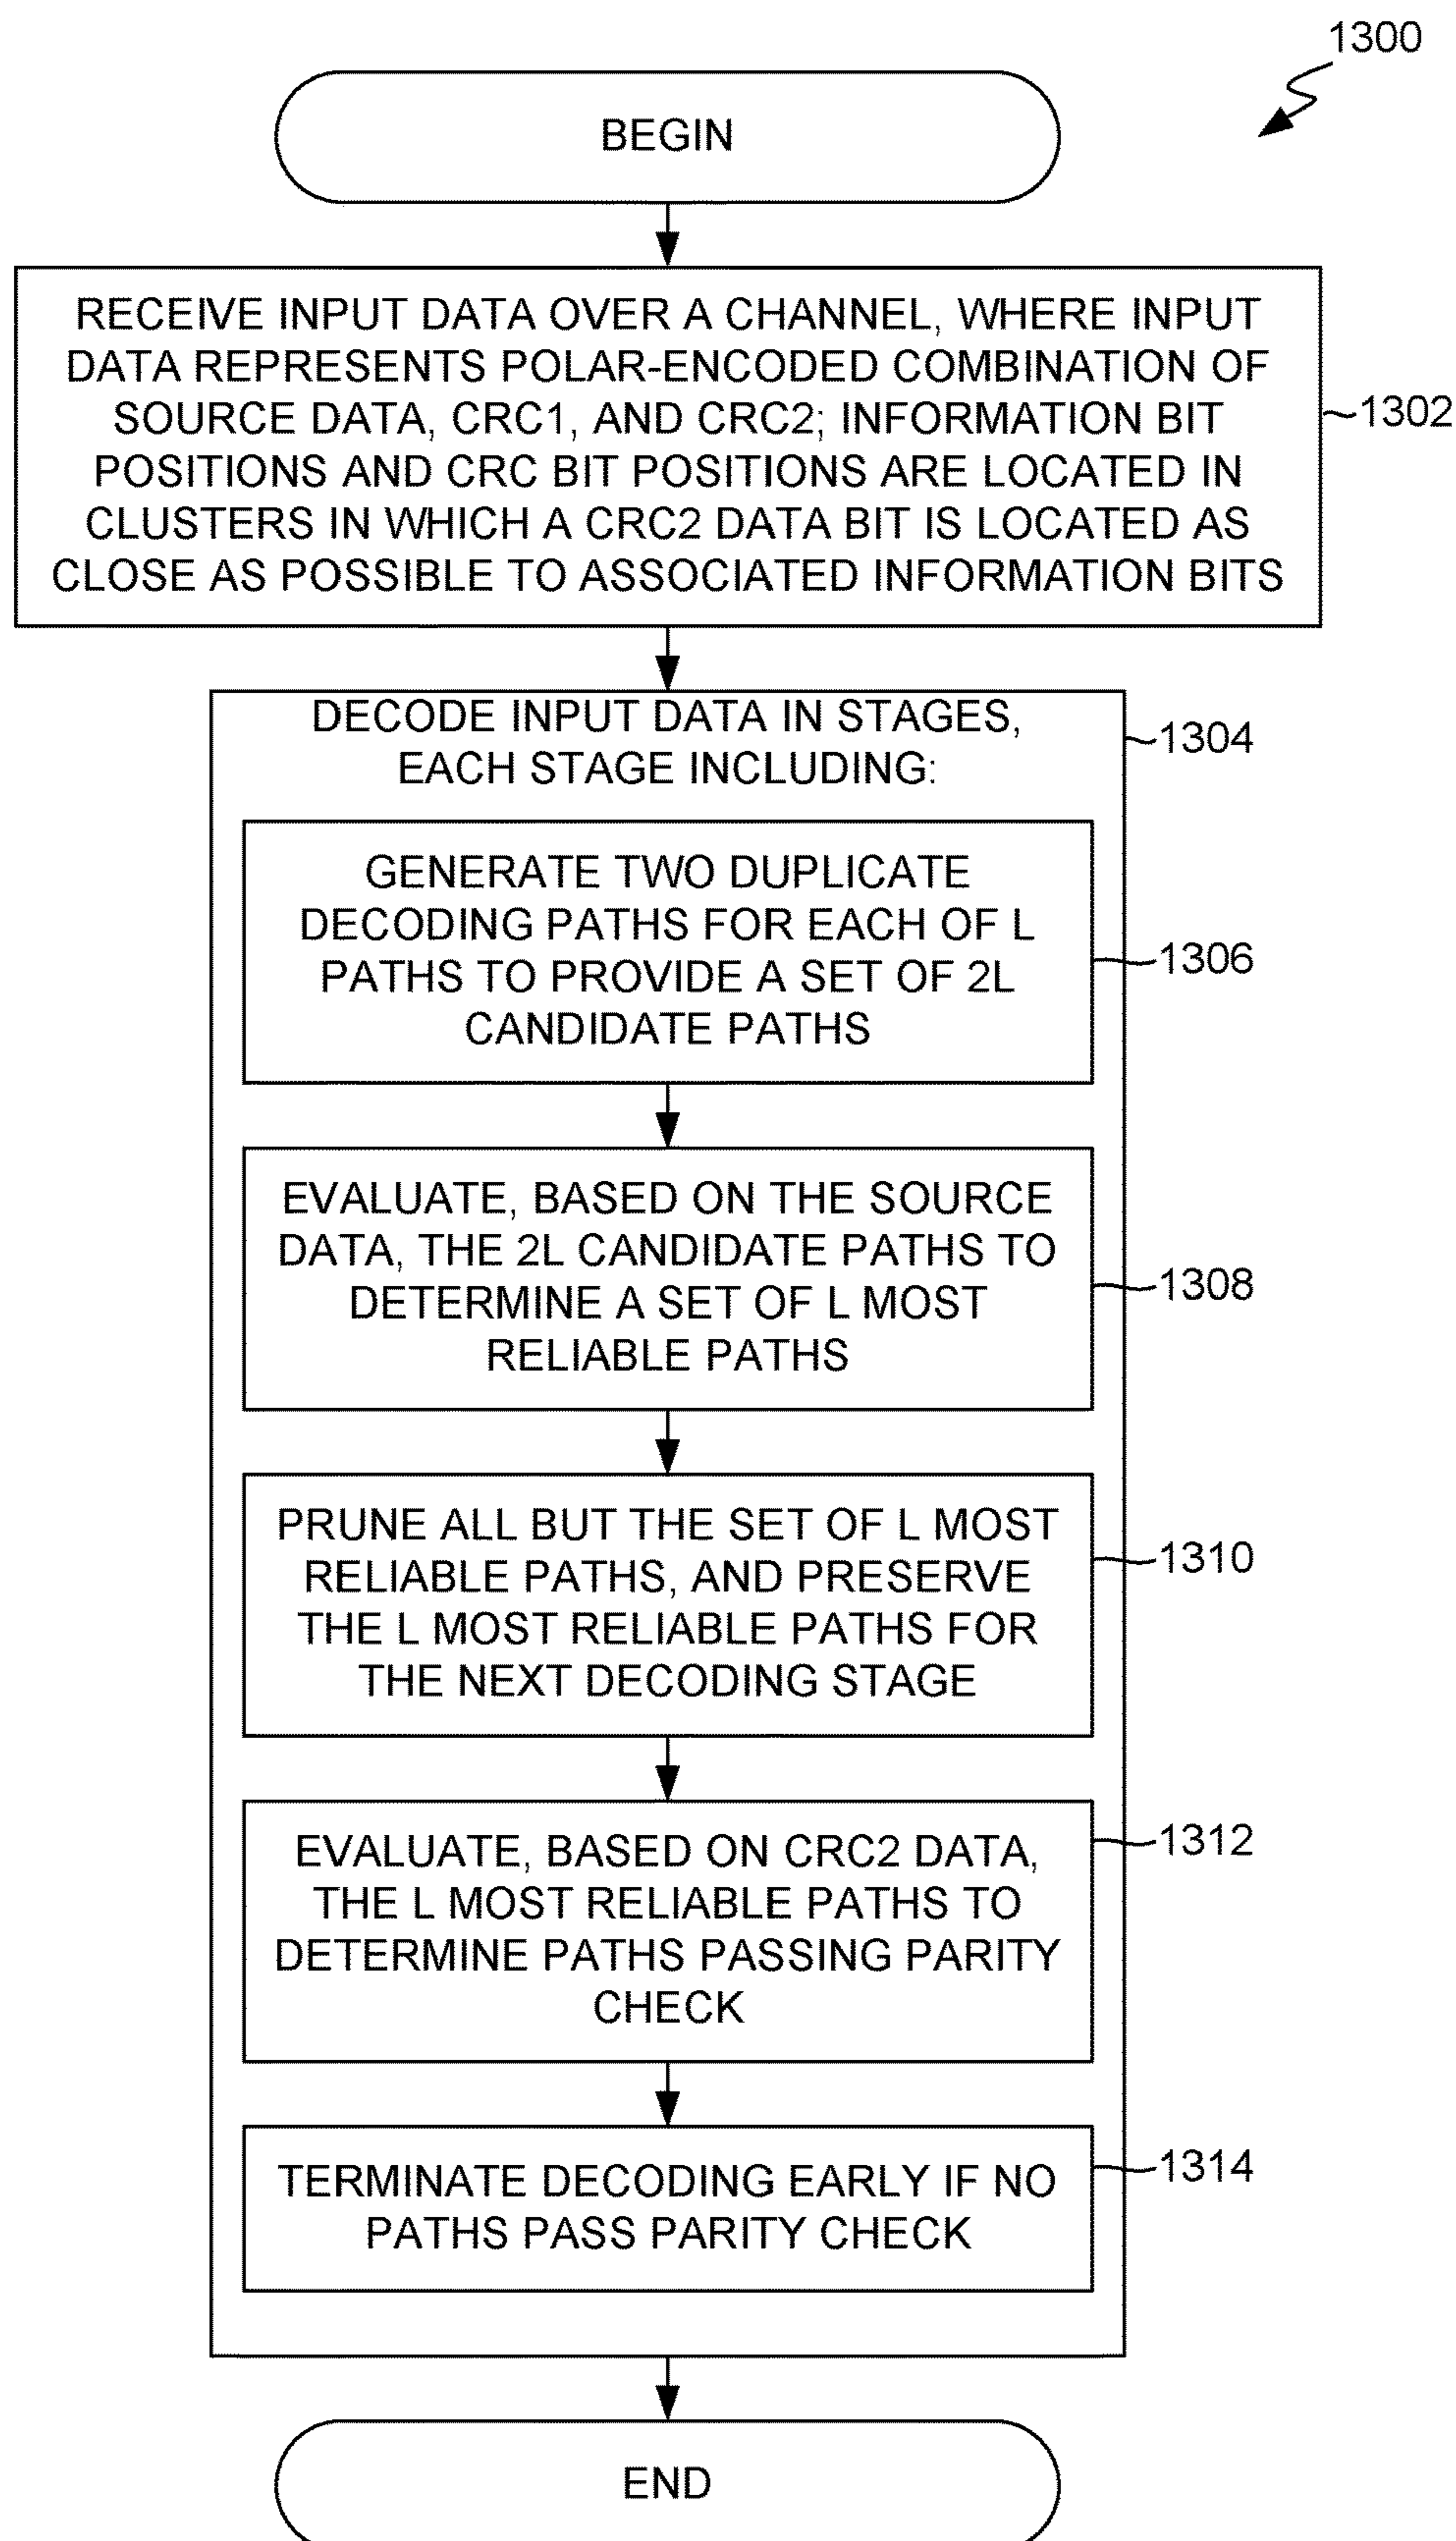 1300
BEGIN
RECEIVE INPUT DATA OVER A CHANNEL, WHERE INPUT
DATA REPRESENTS POLAR-ENCODED COMBINATION OF
SOURCE DATA, CRC1, AND CRC2; INFORMATION BIT
POSITIONS AND CRC BIT POSITIONS ARE LOCATED IN
CLUSTERS IN WHICH A CRC2 DATA BIT IS LOCATED AS
CLOSE AS POSSIBLE TO ASSOCIATED INFORMATION BITS
1302
DECODE INPUT DATA IN STAGES,
EACH STAGE INCLUDING:
1304
GENERATE TWO DUPLICATE
DECODING PATHS FOR EACH OF L
PATHS TO PROVIDE A SET OF 2L
CANDIDATE PATHS
1306
EVALUATE, BASED ON THE SOURCE
DATA, THE 2L CANDIDATE PATHS TO
DETERMINE A SET OF L MOST
RELIABLE PATHS
1308
PRUNE ALL BUT THE SET OF L MOST
RELIABLE PATHS, AND PRESERVE
THE L MOST RELIABLE PATHS FOR
THE NEXT DECODING STAGE
1310
EVALUATE, BASED ON CRC2 DATA,
THE L MOST RELIABLE PATHS TO
DETERMINE PATHS PASSING PARITY
CHECK
1312
TERMINATE DECODING EARLY IF NO
PATHS PASS PARITY CHECK
1314
END